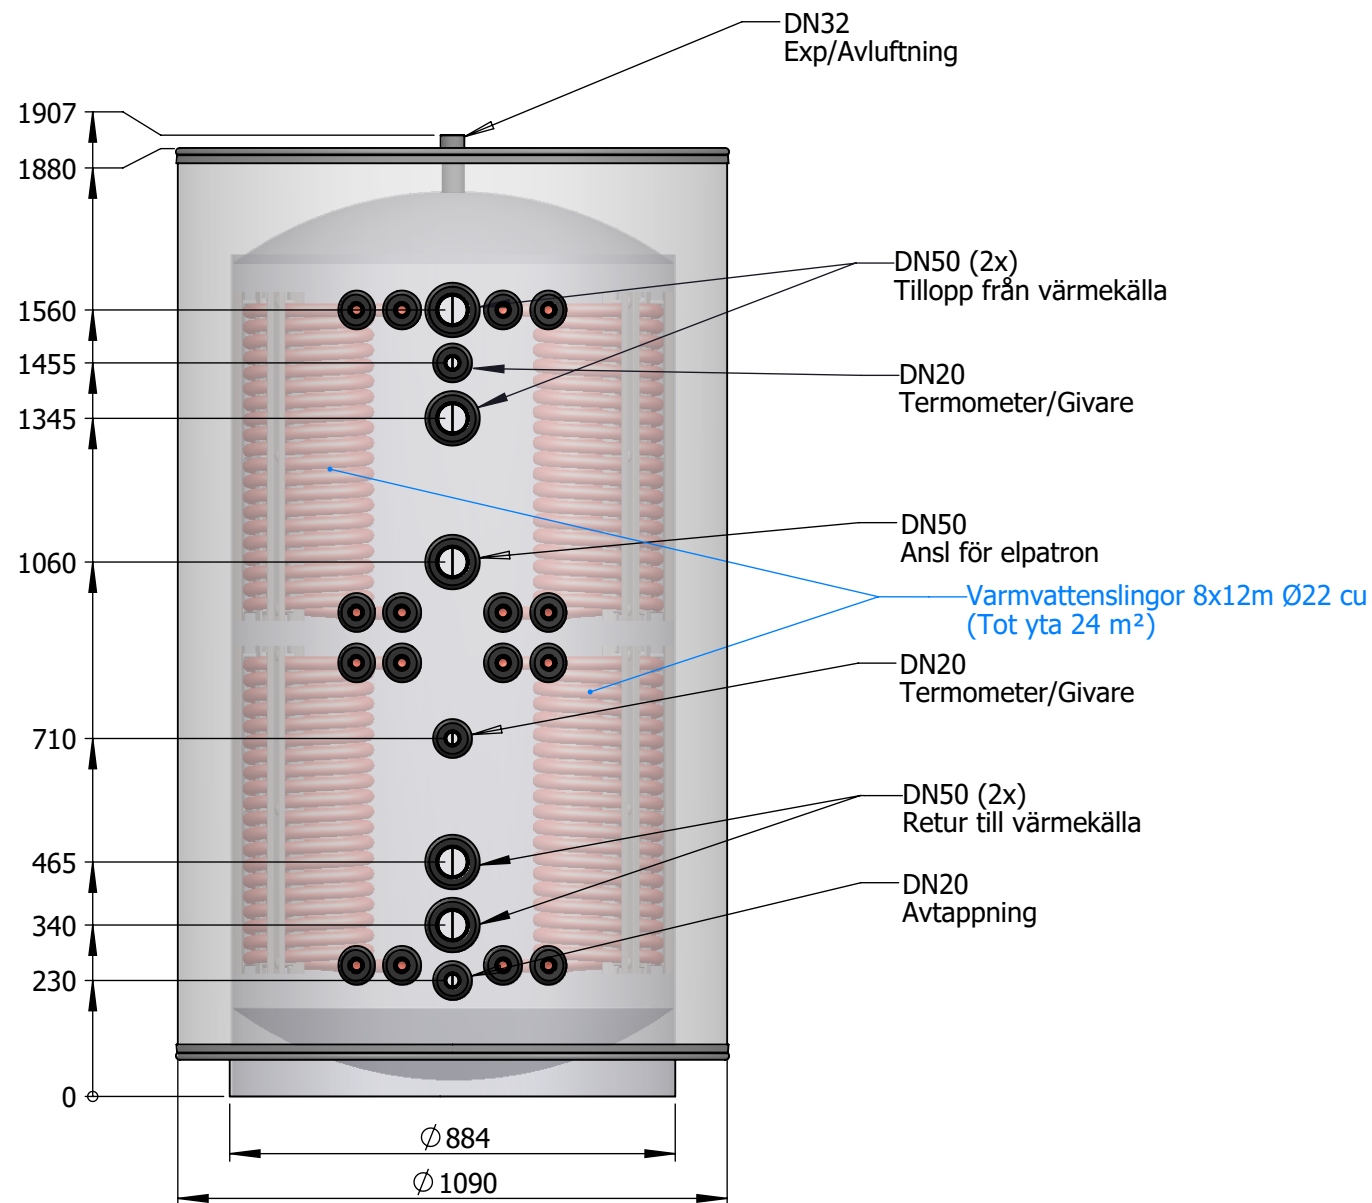 DN32
Exp/Avluftning
1907
1880
DN50 (2x)
Tillopp från värmekälla
1560
1455
DN20
Termometer/Givare
1345
DN50
Ansl för elpatron
1060
Varmvattenslingor 8x12m Ø22 cu
(Tot yta 24 m²)
DN20
Termometer/Givare
710
DN50 (2x)
Retur till värmekälla
465
DN20
Avtappning
340
230
0
∅884
∅1090